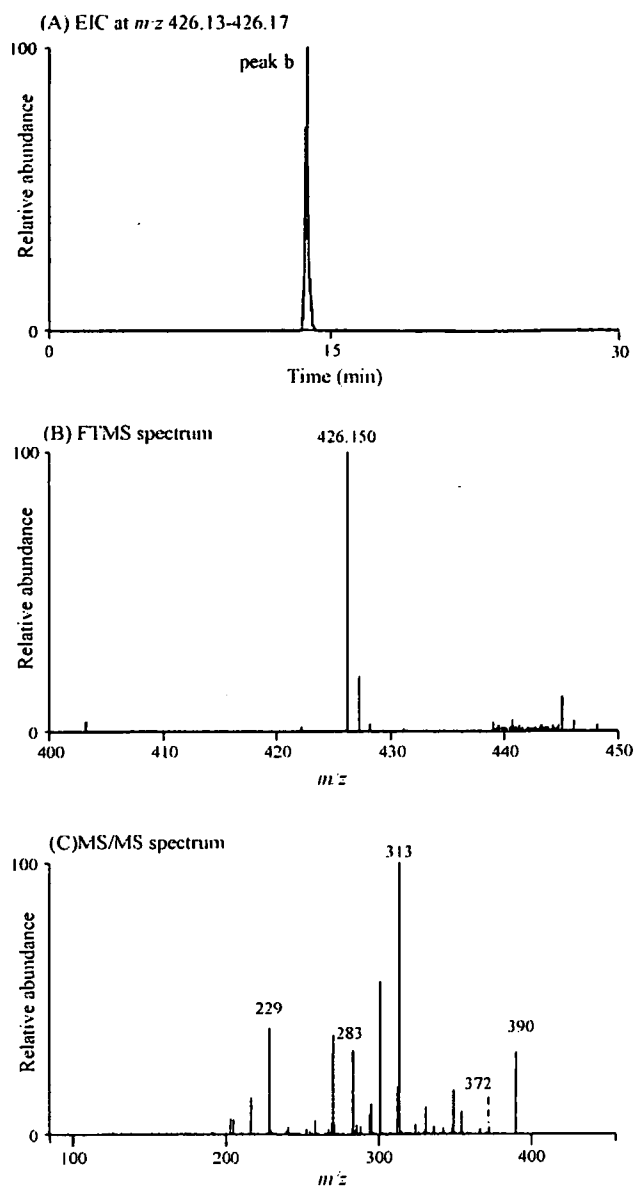 (A) EIC at m/z 426.13-426.17
100
peak b
Relative abundance
0
0 15 30
Time (min)
(B) FTMS spectrum
426.150
100
Relative abundance
0
400 410 420 430 440 450
m/z
(C)MS/MS spectrum
100
313
229
283
390
372
Relative abundance
0
100 200 300 400
m/z